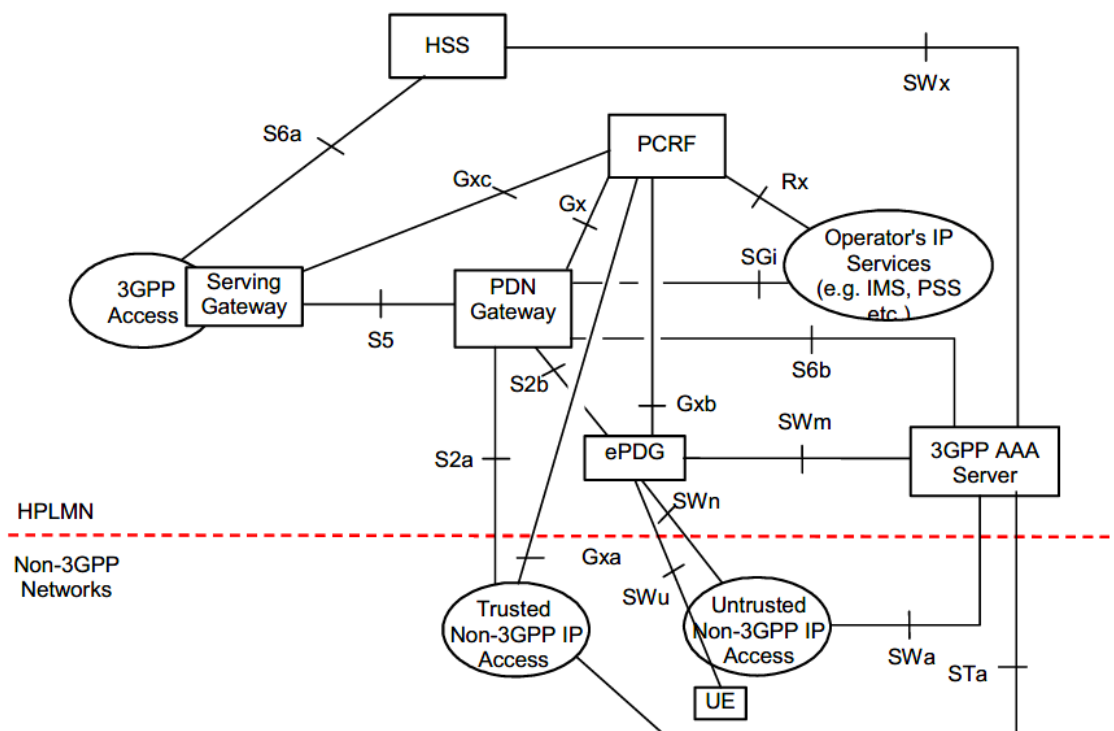 HSS
SWx
S6a
PCRF
Gxc
Rx
Gx
Operator's IP
Services
(e.g. IMS, PSS
etc.)
SGi
3GPP
Access
Serving
Gateway
PDN
Gateway
S5
S2b
S6b
Gxb
SWm
ePDG
3GPP AAA
Server
S2a
SWn
HPLMN
Non-3GPP
Networks
Gxa
SWu
Trusted
Non-3GPP IP
Access
Untrusted
Non-3GPP IP
Access
SWa
STa
UE